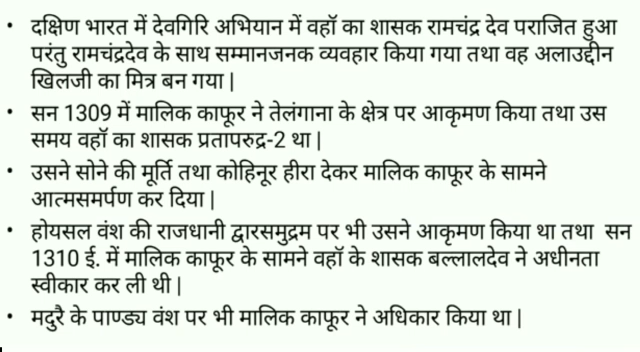 • दक्षिण भारत में देवगिरि अभियान में वहॉ का शासक रामचंद्र देव पराजित हुआ
परंतु रामचंद्रदेव के साथ सम्मानजनक व्यवहार किया गया तथा वह अलाउद्दीन
खिलजी का मित्र बन गया |
• सन 1309 में मालिक काफूर ने तेलंगाना के क्षेत्र पर आकृमण किया तथा उस
समय वहॉ का शासक प्रतापरुद्र-2 था |
• उसने सोने की मूर्ति तथा कोहिनूर हीरा देकर मालिक काफूर के सामने
आत्मसमर्पण कर दिया |
• होयसल वंश की राजधानी द्वारसमुद्रम पर भी उसने आकृमण किया था तथा सन
1310 ई. में मालिक काफूर के सामने वहॉ के शासक बल्लालदेव ने अधीनता
स्वीकार कर ली थी |
• मदुरै के पाण्ड्य वंश पर भी मालिक काफूर ने अधिकार किया था |